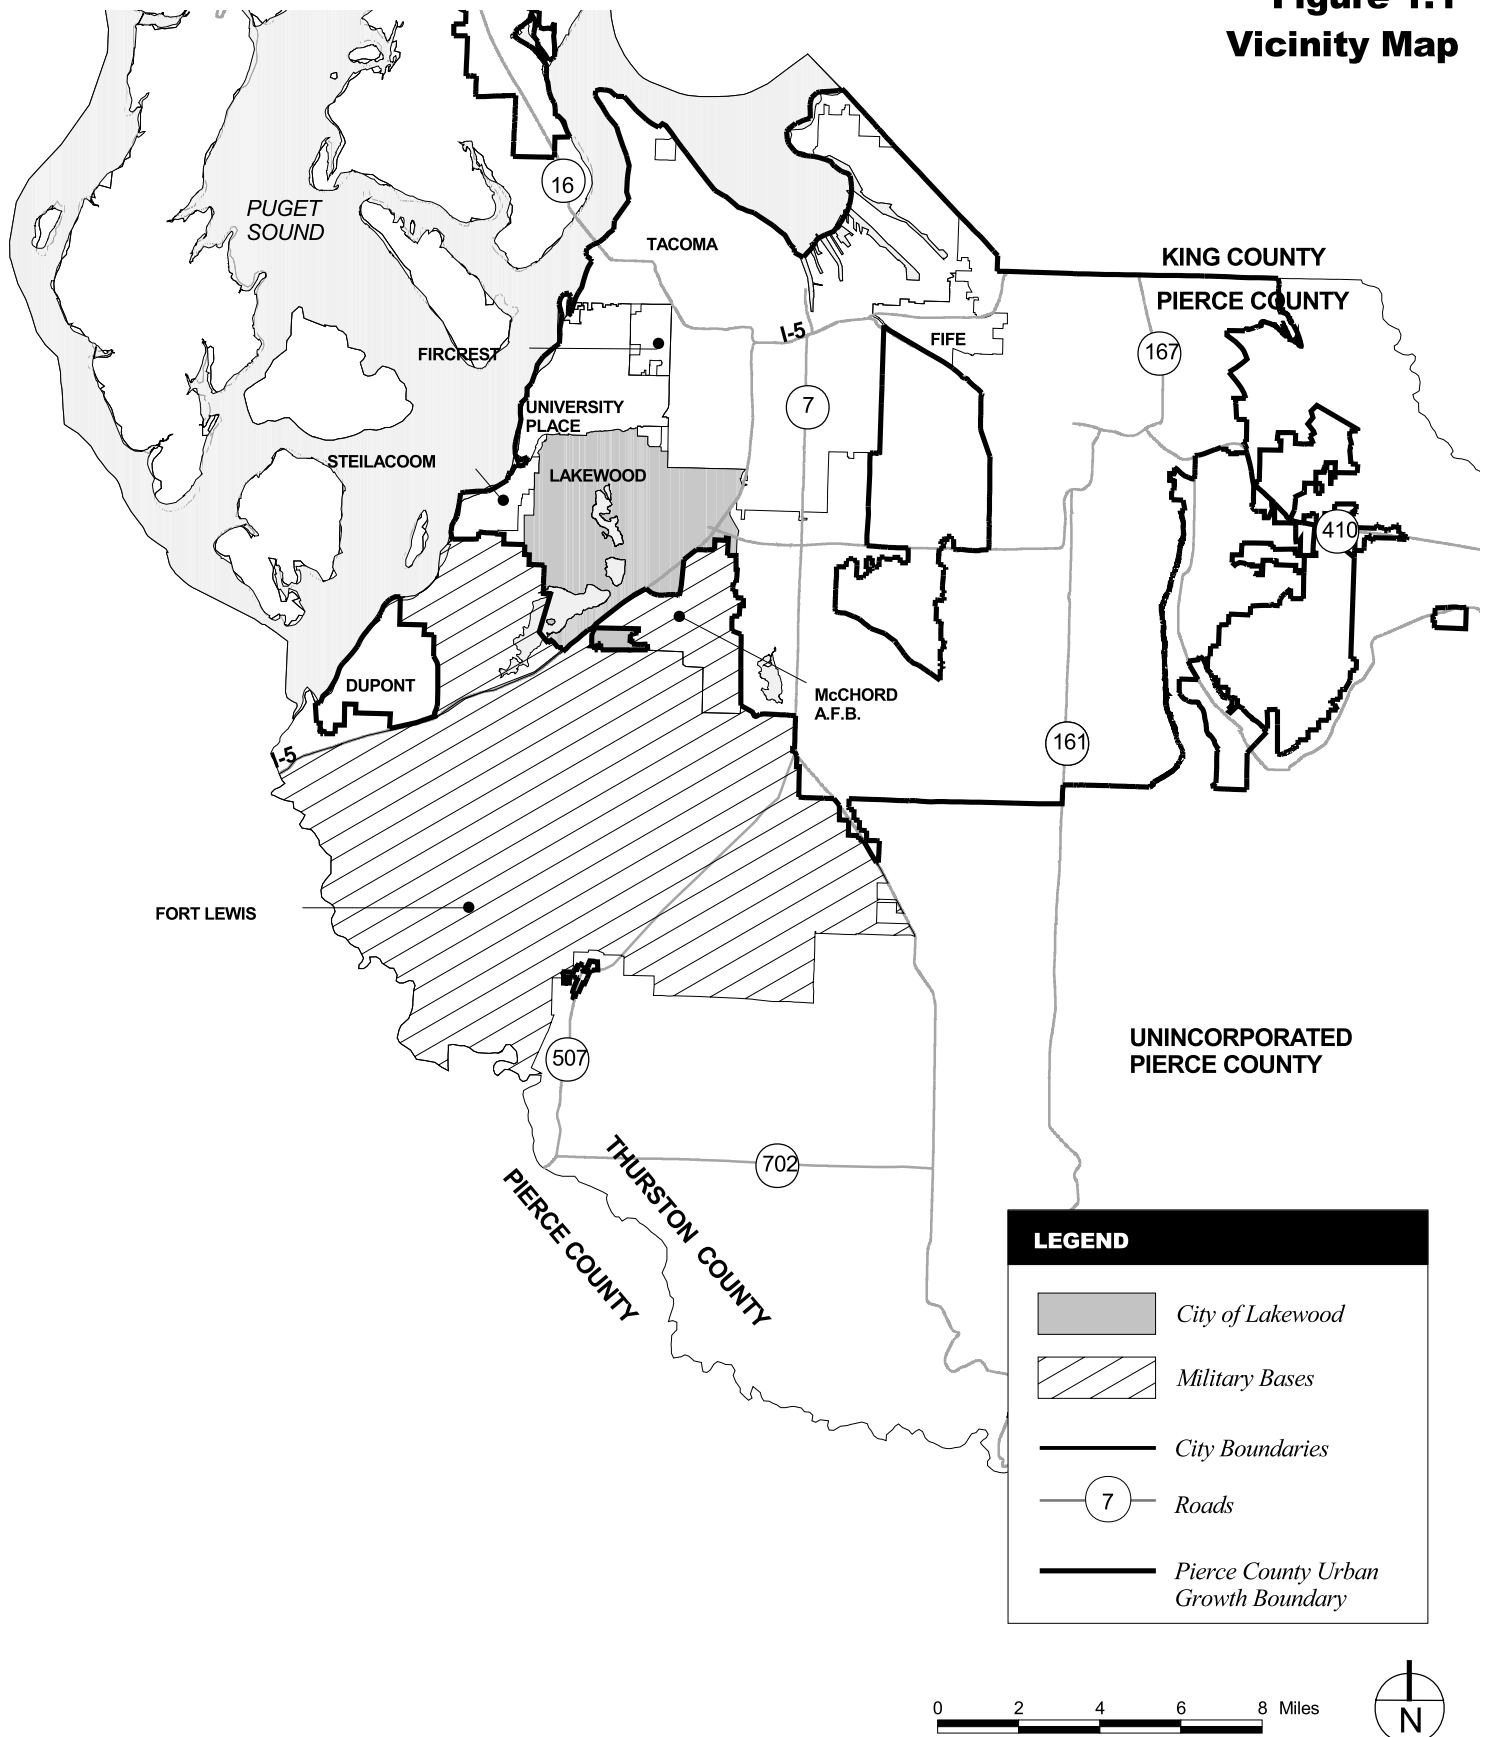 Figure 1.1
Vicinity Map
16
PUGET
SOUND
TACOMA
KING COUNTY
PIERCE COUNTY
I-5
FIFE
FIRCREST
167
7
UNIVERSITY
PLACE
STEILACOOM
LAKEWOOD
410
DUPONT
McCHORD
A.F.B.
161
I-5
FORT LEWIS
UNINCORPORATED
PIERCE COUNTY
507
702
THURSTON COUNTY
PIERCE COUNTY
LEGEND
City of Lakewood
Military Bases
City Boundaries
7
Roads
Pierce County Urban
Growth Boundary
0 2 4 6 8 Miles
N